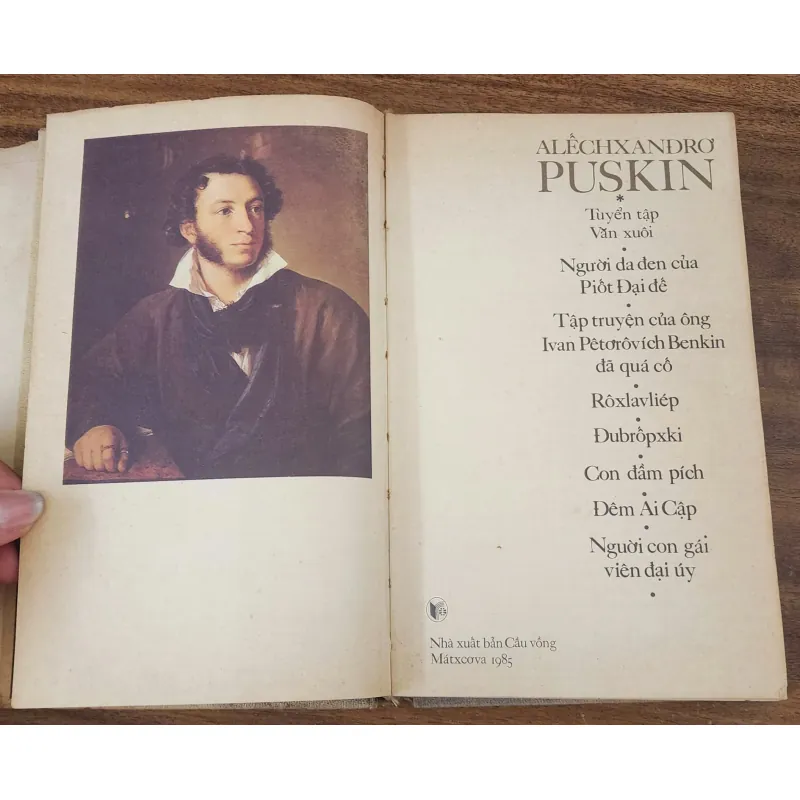 ALẾCHXANĐRƠ
PUSKIN
*
Tuyển tập
Văn xuôi
•
Người da đen của
Piốt Đại đế
•
Tập truyện của ông
Ivan Pêtơrôvích Benkin
đã quá cố
•
Rôxlavliép
•
Đubrốpxki
•
Con đầm pích
•
Đêm Ai Cập
•
Người con gái
viên đại úy
•
Nhà xuất bản Cầu vồng
Mátxcơva 1985